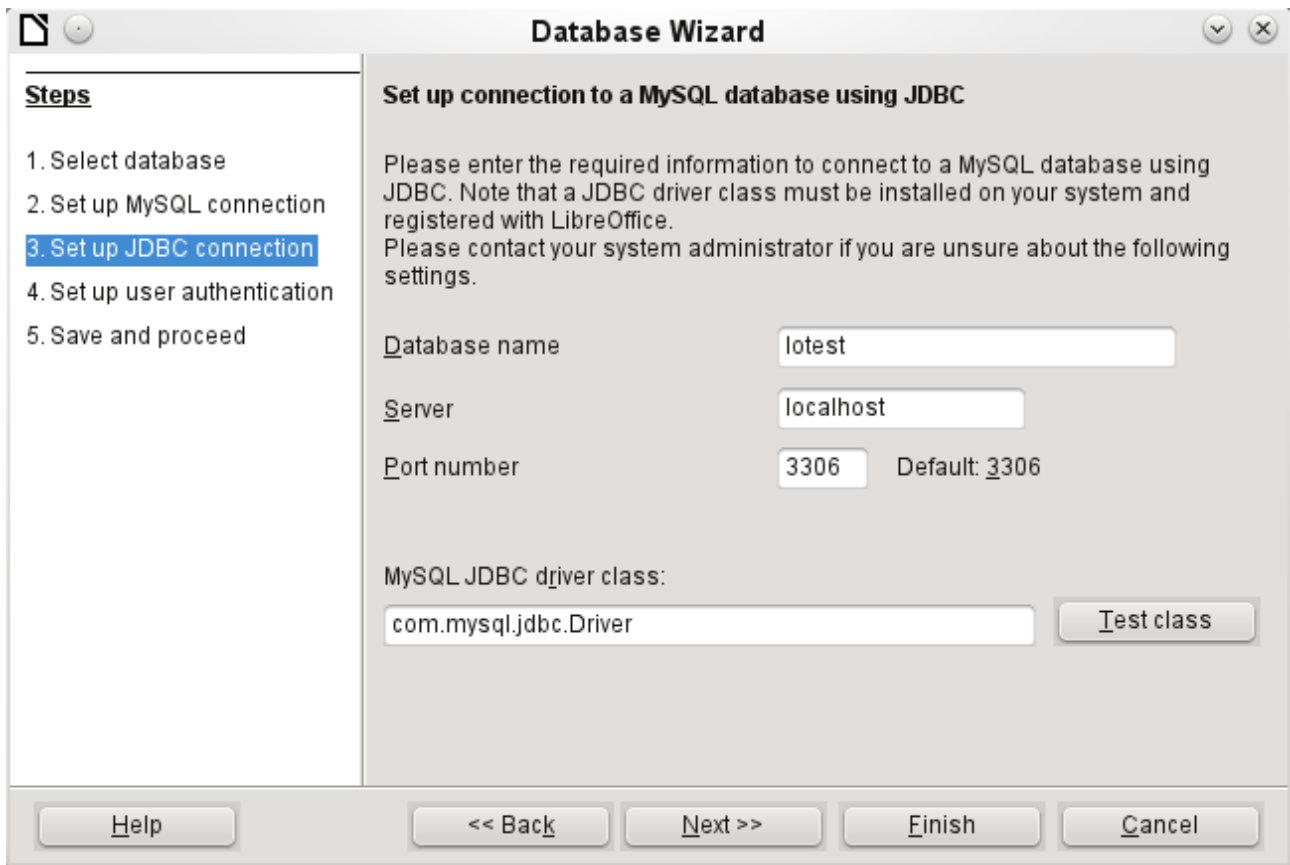 Database Wizard
Steps
1. Select database
2. Set up MySQL connection
3. Set up JDBC connection
4. Set up user authentication
5. Save and proceed
Set up connection to a MySQL database using JDBC
Please enter the required information to connect to a MySQL database using
JDBC. Note that a JDBC driver class must be installed on your system and
registered with LibreOffice.
Please contact your system administrator if you are unsure about the following
settings.
Database name lotest
Server localhost
Port number 3306 Default: 3306
MySQL JDBC driver class:
com.mysql.jdbc.Driver Test class
Help << Back Next >> Finish Cancel